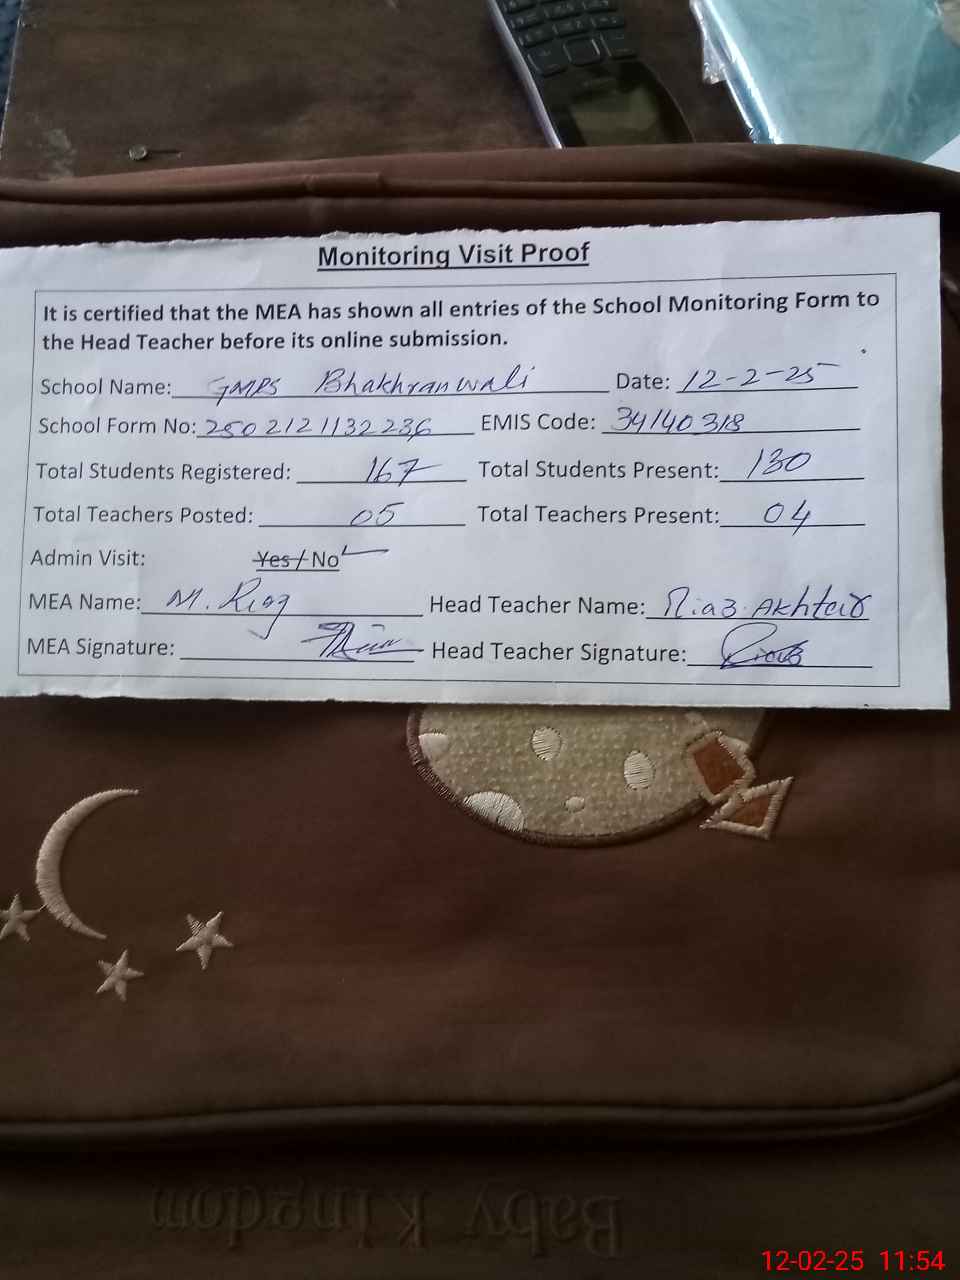 Monitoring Visit Proof
It is certified that the MEA has shown all entries of the School Monitoring Form to
the Head Teacher before its online submission.
School Name: GMPS Bhakhranwali Date: 12-2-25
School Form No: 2502121132236 EMIS Code: 34140318
Total Students Registered: 167 Total Students Present: 130
Total Teachers Posted: 05 Total Teachers Present: 04
Admin Visit: Yes/No
MEA Name: M. Riaz Head Teacher Name: Riaz Akhtar
MEA Signature: Head Teacher Signature:
Baby Kingdom
12-02-25 11:54